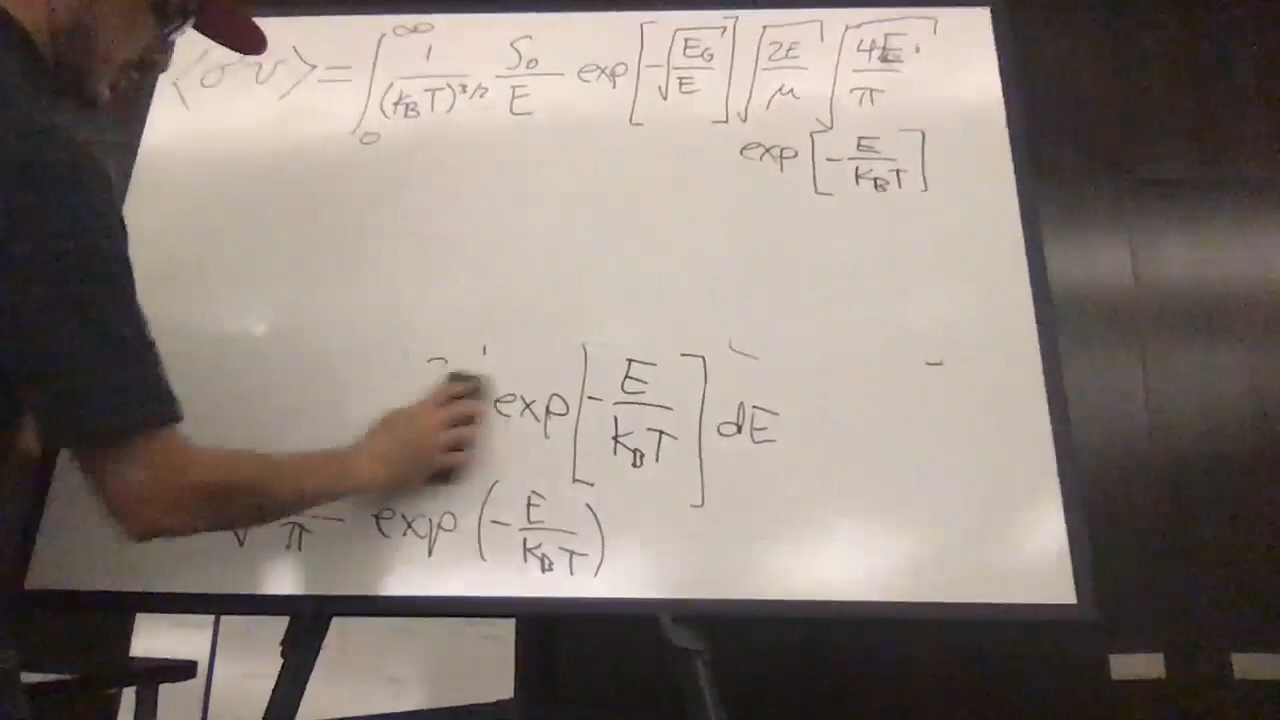 ⟨σv⟩ = ∫₀^∞ 1/(k_BT)^{3/2} S₀/E exp[-√(E_G/E)] √(2E/μ) √(4E/π)
exp[-E/(k_BT)]
exp[-E/(k_BT)] dE
π exp(-E/(k_BT))